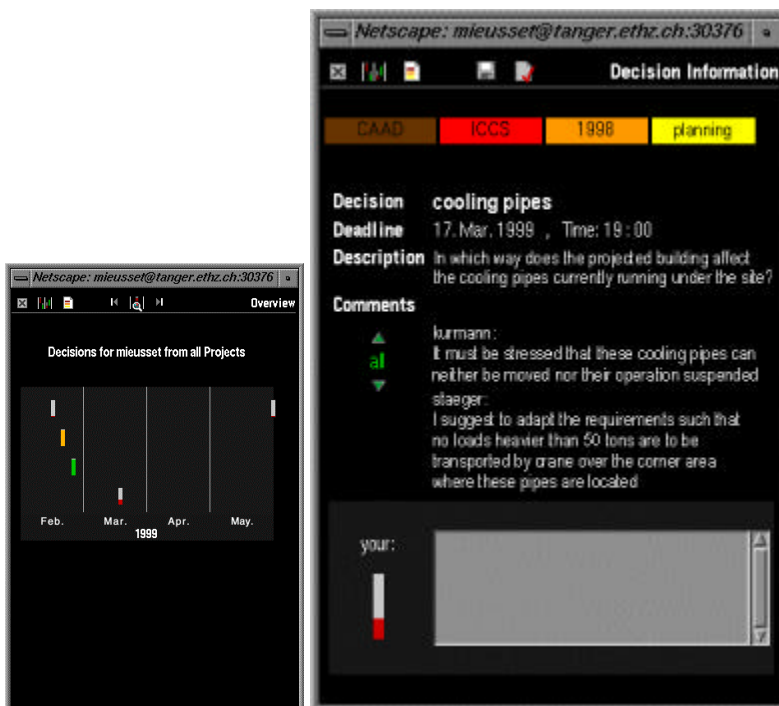 Netscape: mieusset@tanger.ethz.ch:30376
Overview
Decisions for mieusset from all Projects
Feb. Mar. Apr. May.
1999
Netscape: mieusset@tanger.ethz.ch:30376
Decision Information
CAAD ICCS 1998 planning
Decision cooling pipes
Deadline 17. Mar. 1999 , Time: 19 : 00
Description In which way does the projected building affect
the cooling pipes currently running under the site?
Comments
kurmann:
It must be stressed that these cooling pipes can
all
neither be moved nor their operation suspended
staeger:
I suggest to adapt the requirements such that
no loads heavier than 50 tons are to be
transported by crane over the corner area
where these pipes are located
your: